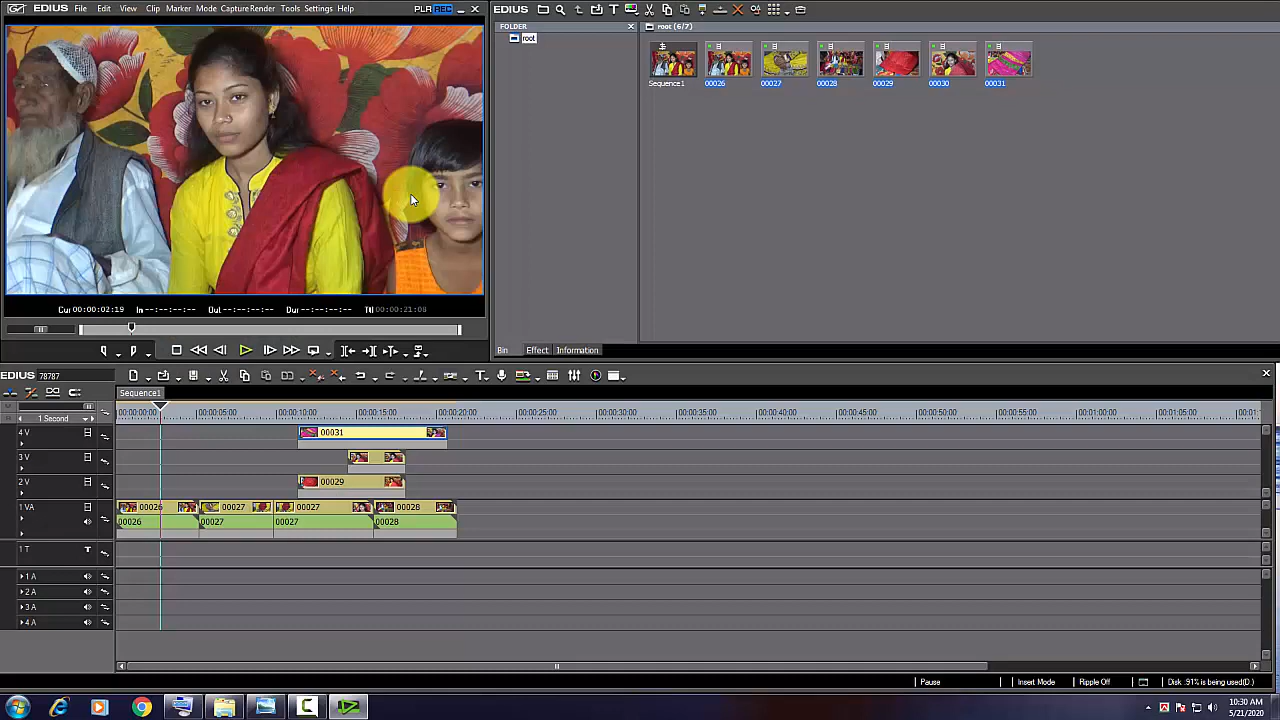 EDIUS File Edit View Clip Marker Mode Capture Render Tools Settings Help PLR REC
EDIUS
FOLDER
root
root (6/7)
Sequence1 00026 00027 00028 00029 00030 00031
Cur 00:00:02:19 In --:--:--:-- Out --:--:--:-- Dur --:--:--:-- Ttl 00:00:21:08
Bin Effect Information
EDIUS 78787
Sequence1
1 Second
00:00:00:00 00:00:05:00 00:00:10:00 00:00:15:00 00:00:20:00 00:00:25:00 00:00:30:00 00:00:35:00 00:00:40:00 00:00:45:00 00:00:50:00 00:00:55:00 00:01:00:00 00:01:05:00
4 V 00031
3 V
2 V 00029
1 VA 00026 00027 00027 00028
00026 00027 00027 00028
1 T T
1 A
2 A
3 A
4 A
Pause Insert Mode Ripple Off Disk :91% is being used(D:)
10:30 AM
5/21/2020